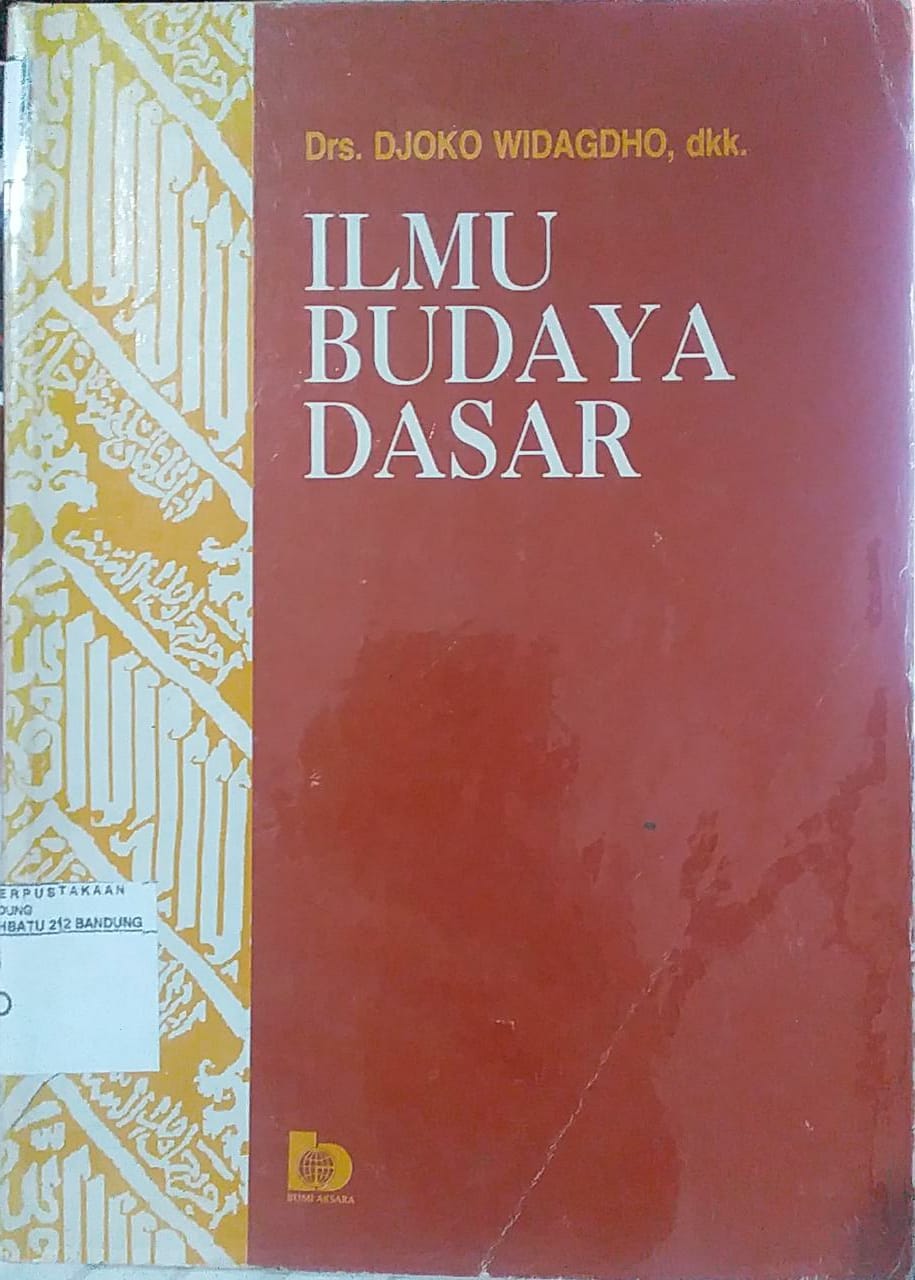 Drs. DJOKO WIDAGDHO, dkk.
ILMU
BUDAYA
DASAR
ERPUSTAKAAN
DUNG
HBATU 212 BANDUNG
BUMI AKSARA